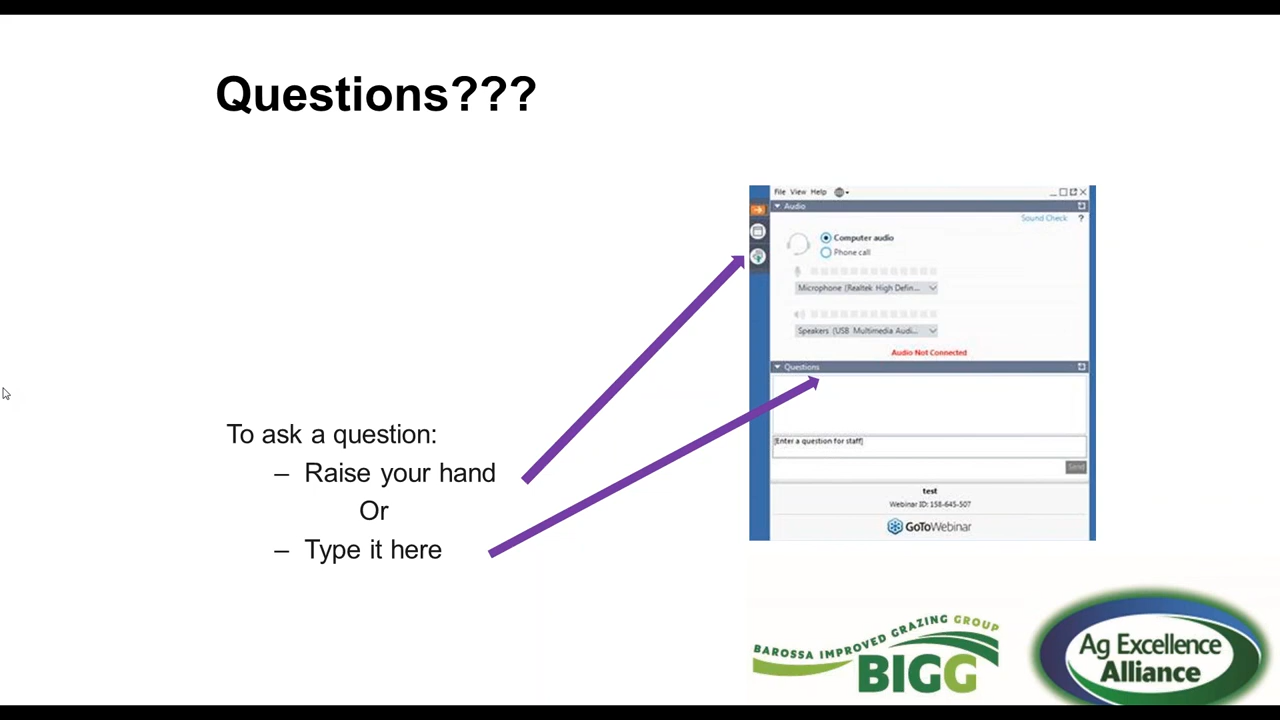 Questions???
File View Help
Audio
Sound Check ?
Computer audio
Phone call
Microphone (Realtek High Defin...
Speakers (USB Multimedia Audi...
Audio Not Connected
Questions
[Enter a question for staff]
Send
test
Webinar ID: 158-645-507
GoToWebinar
To ask a question:
– Raise your hand
Or
– Type it here
BAROSSA IMPROVED GRAZING GROUP
BIGG
Ag Excellence
Alliance